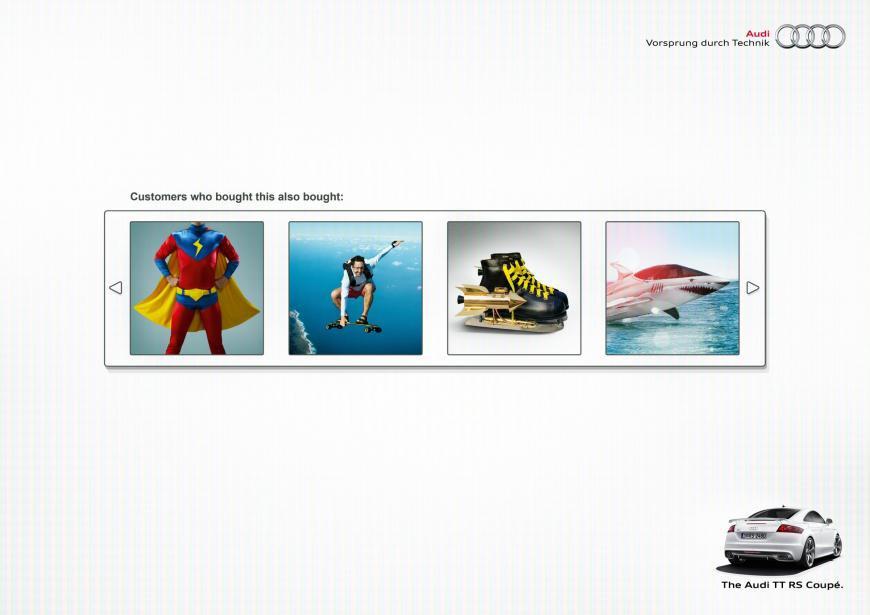 Audi
Vorsprung durch Technik
Customers who bought this also bought:
The Audi TT RS Coupé.